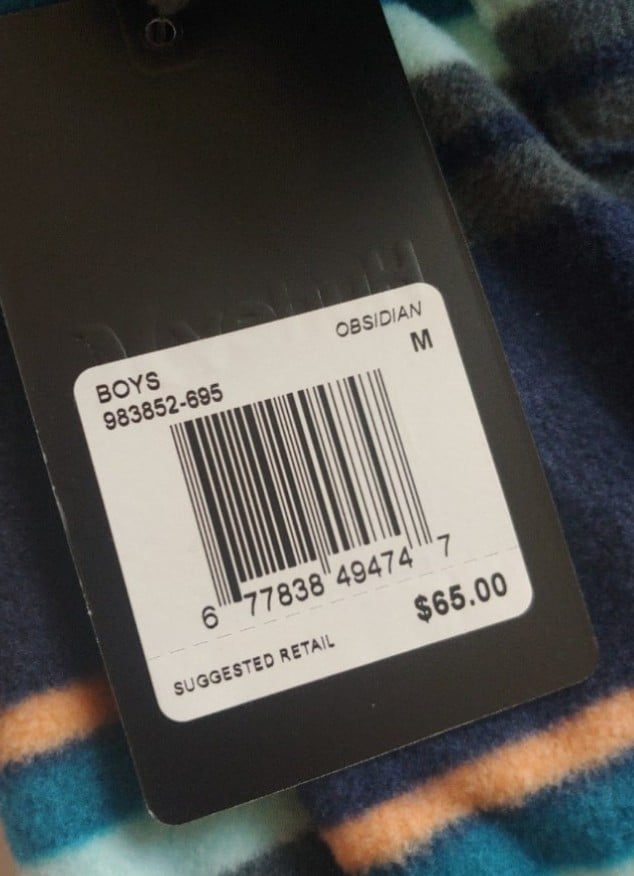 OBSIDIAN
BOYS M
983852-695
6 77838 49474 7
SUGGESTED RETAIL $65.00